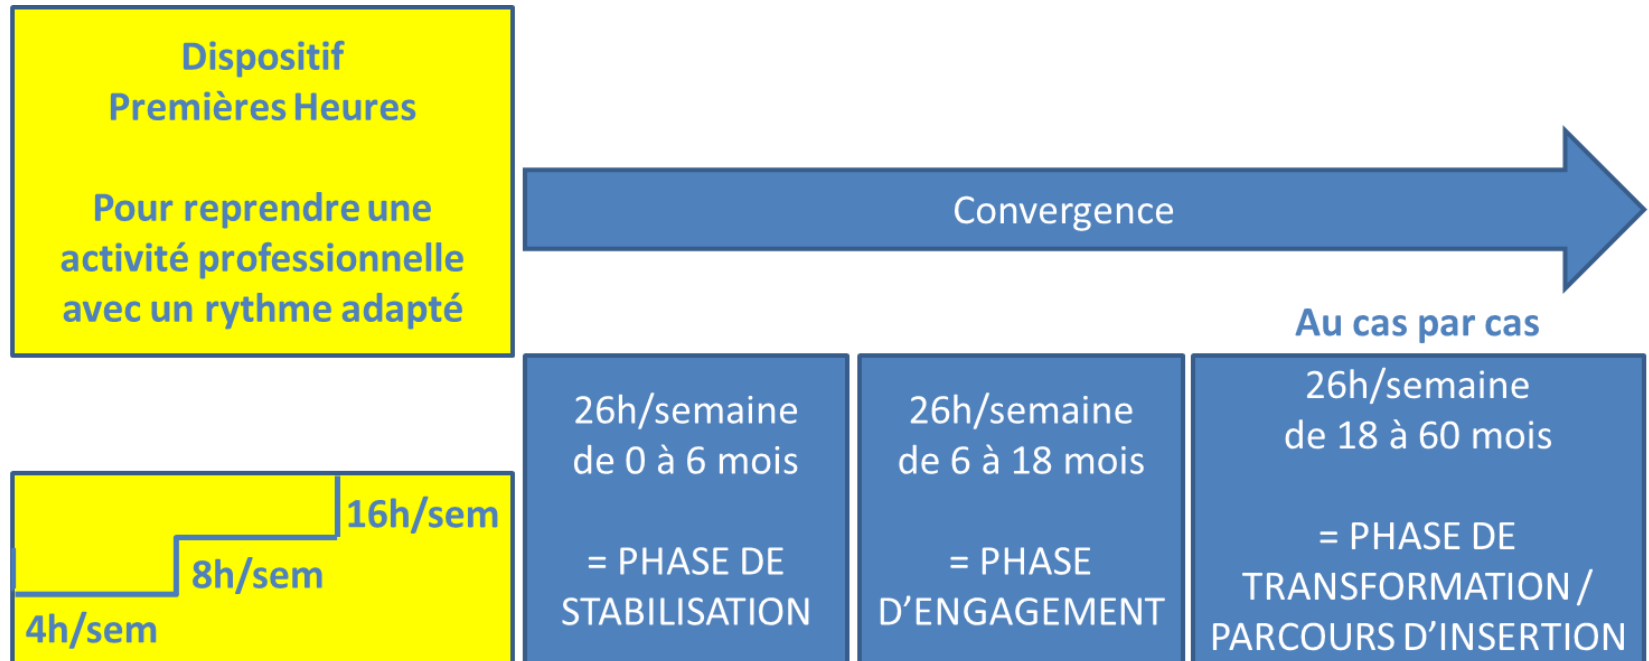 Dispositif
Premières Heures
Pour reprendre une
activité professionnelle
avec un rythme adapté
Convergence
Au cas par cas
4h/sem
8h/sem
16h/sem
26h/semaine
de 0 à 6 mois
= PHASE DE
STABILISATION
26h/semaine
de 6 à 18 mois
= PHASE
D’ENGAGEMENT
26h/semaine
de 18 à 60 mois
= PHASE DE
TRANSFORMATION /
PARCOURS D’INSERTION